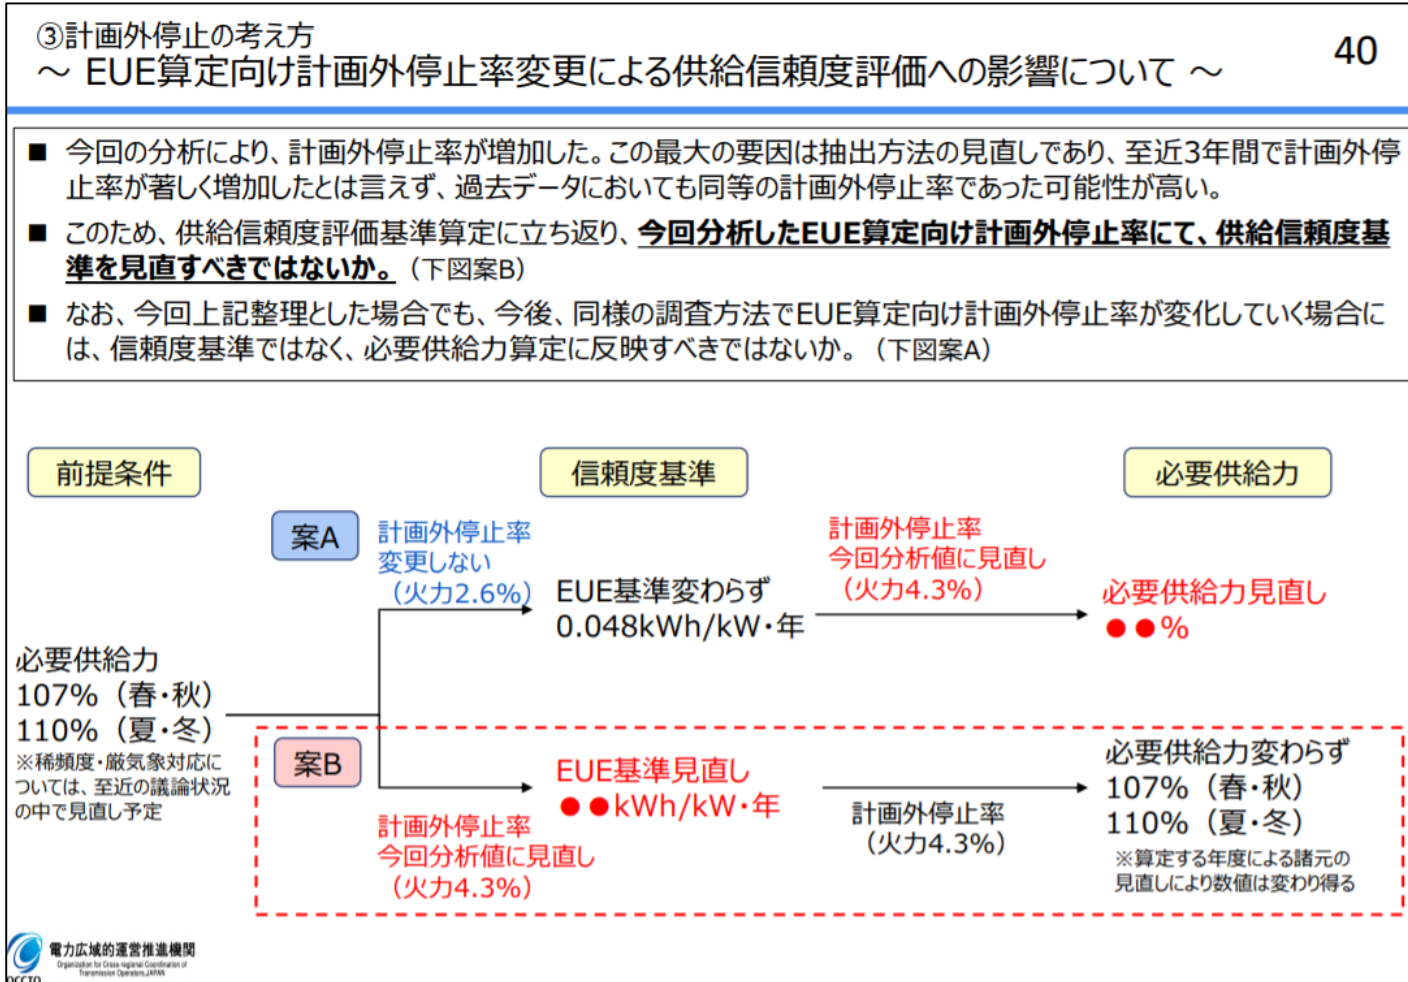 ③計画外停止の考え方
～ EUE算定向け計画外停止率変更による供給信頼度評価への影響について ～
40
■ 今回の分析により、計画外停止率が増加した。この最大の要因は抽出方法の見直しであり、至近3年間で計画外停
止率が著しく増加したとは言えず、過去データにおいても同等の計画外停止率であった可能性が高い。
■ このため、供給信頼度評価基準算定に立ち返り、今回分析したEUE算定向け計画外停止率にて、供給信頼度基
準を見直すべきではないか。（下図案B）
■ なお、今回上記整理とした場合でも、今後、同様の調査方法でEUE算定向け計画外停止率が変化していく場合に
は、信頼度基準ではなく、必要供給力算定に反映すべきではないか。（下図案A）
前提条件
信頼度基準
必要供給力
案A
計画外停止率
変更しない
（火力2.6%）
EUE基準変わらず
0.048kWh/kW・年
計画外停止率
今回分析値に見直し
（火力4.3%）
必要供給力見直し
●●%
必要供給力
107%（春・秋）
110%（夏・冬）
※稀頻度・厳気象対応に
ついては、至近の議論状況
の中で見直し予定
案B
計画外停止率
今回分析値に見直し
（火力4.3%）
EUE基準見直し
●●kWh/kW・年
計画外停止率
（火力4.3%）
必要供給力変わらず
107%（春・秋）
110%（夏・冬）
※算定する年度による諸元の
見直しにより数値は変わり得る
電力広域的運営推進機関
Organization for Cross-regional Coordination of
Transmission Operators,JAPAN
OCCTO